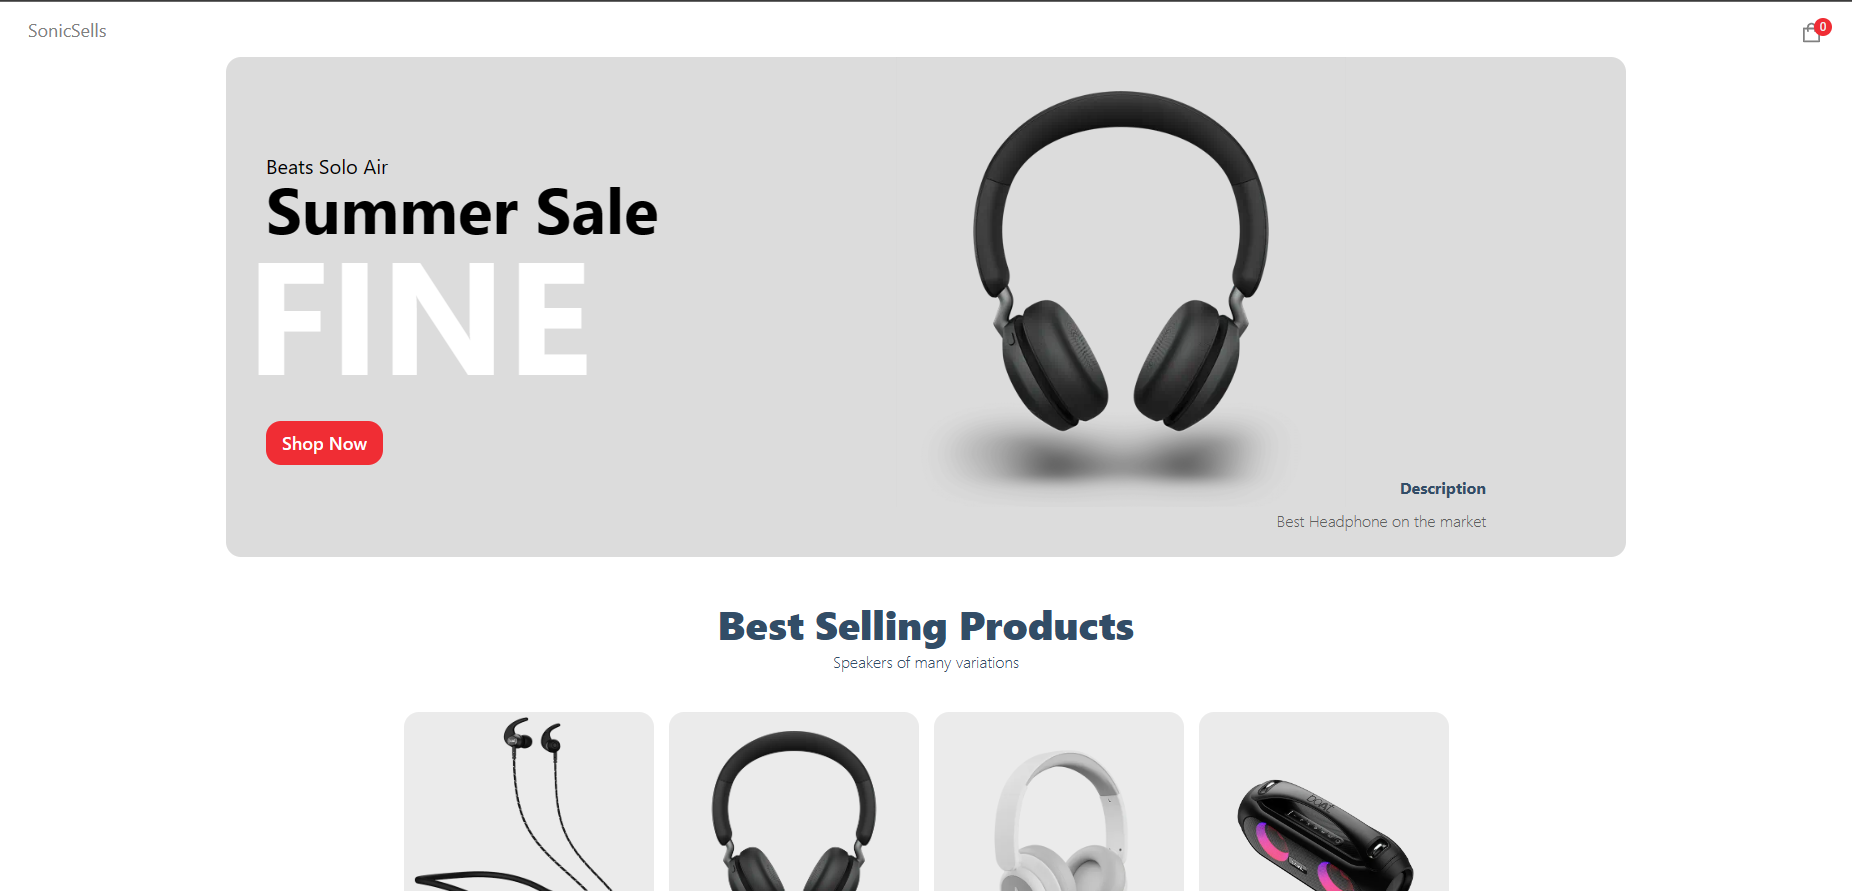 SonicSells
0
Beats Solo Air
Summer Sale
FINE
Shop Now
Description
Best Headphone on the market
Best Selling Products
Speakers of many variations
boAt